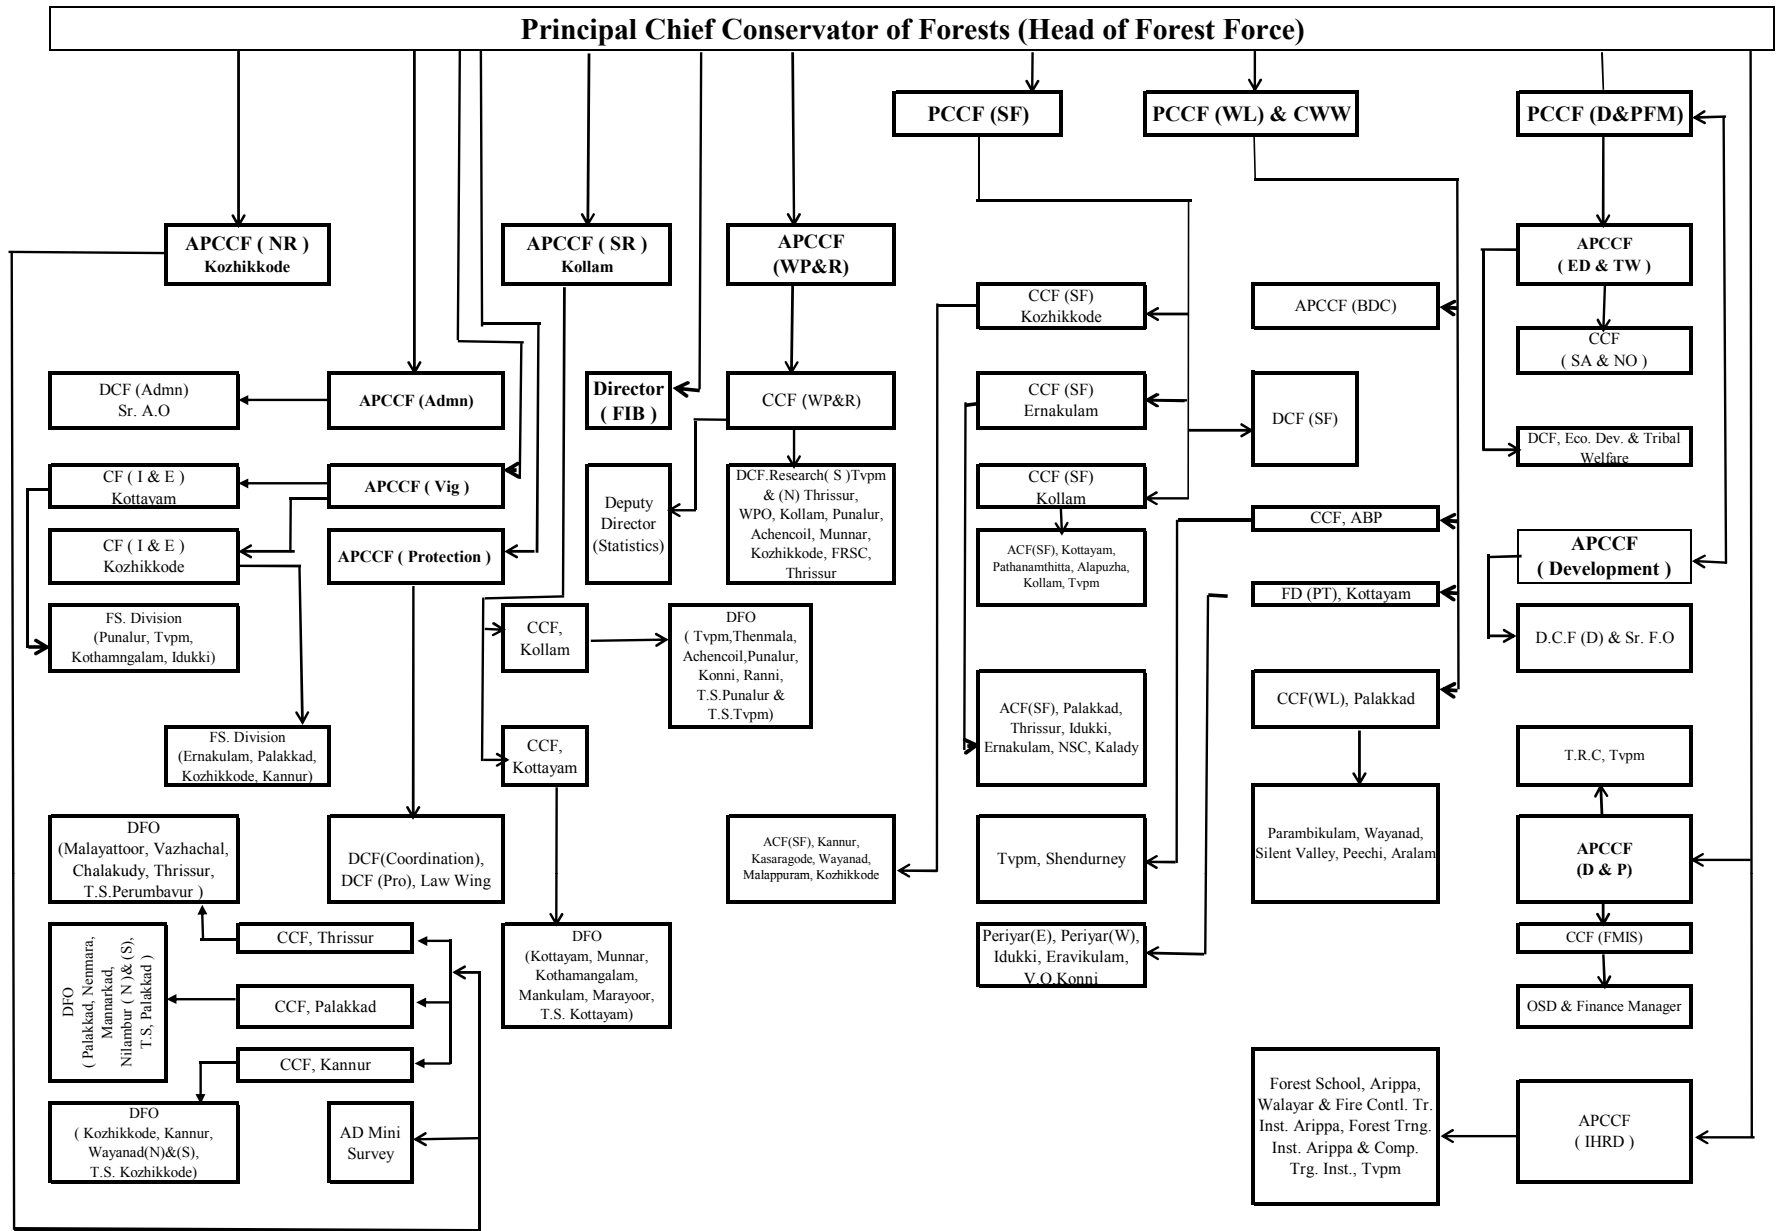 Principal Chief Conservator of Forests (Head of Forest Force)
PCCF (SF)
PCCF (WL) & CWW
PCCF (D&PFM)
APCCF ( NR )
Kozhikkode
APCCF ( SR )
Kollam
APCCF
(WP&R)
APCCF
( ED & TW )
CCF (SF)
Kozhikkode
APCCF (BDC)
CCF
( SA & NO )
DCF (Admn)
Sr. A.O
APCCF (Admn)
Director
( FIB )
CCF (WP&R)
CCF (SF)
Ernakulam
DCF (SF)
DCF, Eco. Dev. & Tribal
Welfare
CF ( I & E )
Kottayam
APCCF ( Vig )
Deputy
Director
(Statistics)
DCF.Research( S )Tvpm
& (N) Thrissur,
WPO, Kollam, Punalur,
Achencoil, Munnar,
Kozhikkode, FRSC,
Thrissur
CCF (SF)
Kollam
CCF, ABP
CF ( I & E )
Kozhikkode
APCCF ( Protection )
ACF(SF), Kottayam,
Pathanamthitta, Alapuzha,
Kollam, Tvpm
APCCF
( Development )
FD (PT), Kottayam
FS. Division
(Punalur, Tvpm,
Kothamngalam, Idukki)
CCF,
Kollam
DFO
( Tvpm,Thenmala,
Achencoil,Punalur,
Konni, Ranni,
T.S.Punalur &
T.S.Tvpm)
D.C.F (D) & Sr. F.O
ACF(SF), Palakkad,
Thrissur, Idukki,
Ernakulam, NSC, Kalady
CCF(WL), Palakkad
FS. Division
(Ernakulam, Palakkad,
Kozhikkode, Kannur)
CCF,
Kottayam
T.R.C, Tvpm
DFO
(Malayattoor, Vazhachal,
Chalakudy, Thrissur,
T.S.Perumbavur )
DCF(Coordination),
DCF (Pro), Law Wing
ACF(SF), Kannur,
Kasaragode, Wayanad,
Malappuram, Kozhikkode
Tvpm, Shendurney
Parambikulam, Wayanad,
Silent Valley, Peechi, Aralam
APCCF
(D & P)
CCF, Thrissur
DFO
(Kottayam, Munnar,
Kothamangalam,
Mankulam, Marayoor,
T.S. Kottayam)
Periyar(E), Periyar(W),
Idukki, Eravikulam,
V.O.Konni
CCF (FMIS)
DFO
( Palakkad, Nenmara,
Mannarkad,
Nilambur ( N )& (S),
T.S, Palakkad )
CCF, Palakkad
OSD & Finance Manager
CCF, Kannur
DFO
( Kozhikkode, Kannur,
Wayanad(N)&(S),
T.S. Kozhikkode)
AD Mini
Survey
Forest School, Arippa,
Walayar & Fire Contl. Tr.
Inst. Arippa, Forest Trng.
Inst. Arippa & Comp.
Trg. Inst., Tvpm
APCCF
( IHRD )